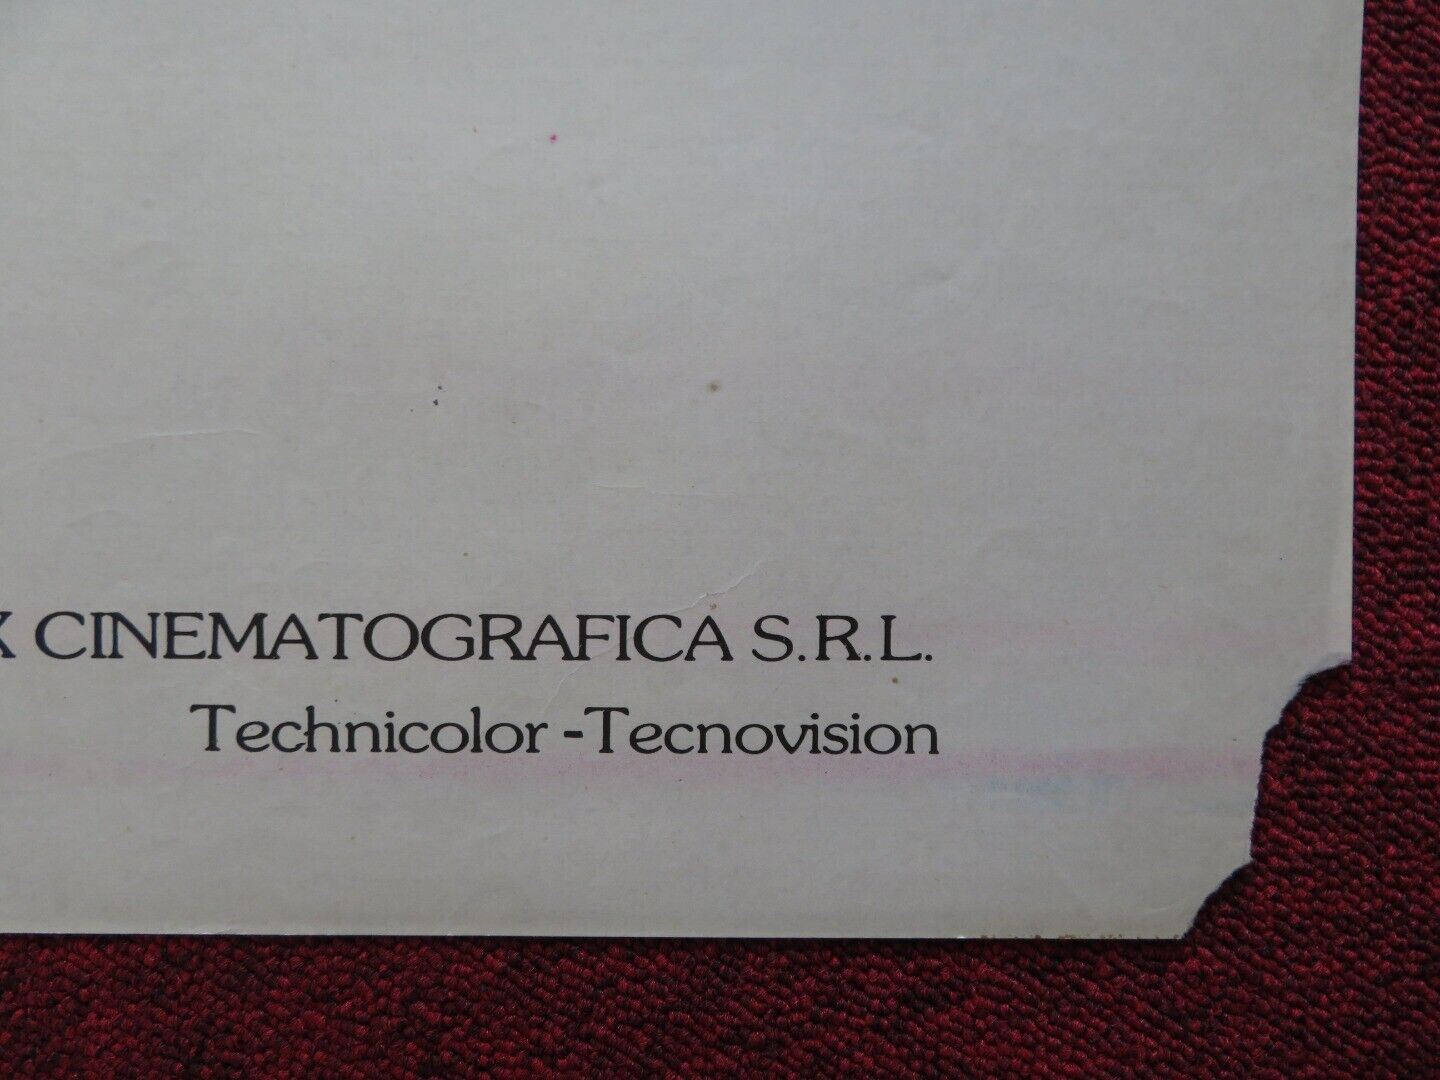 X CINEMATOGRAFICA S.R.L.
Technicolor -Tecnovision